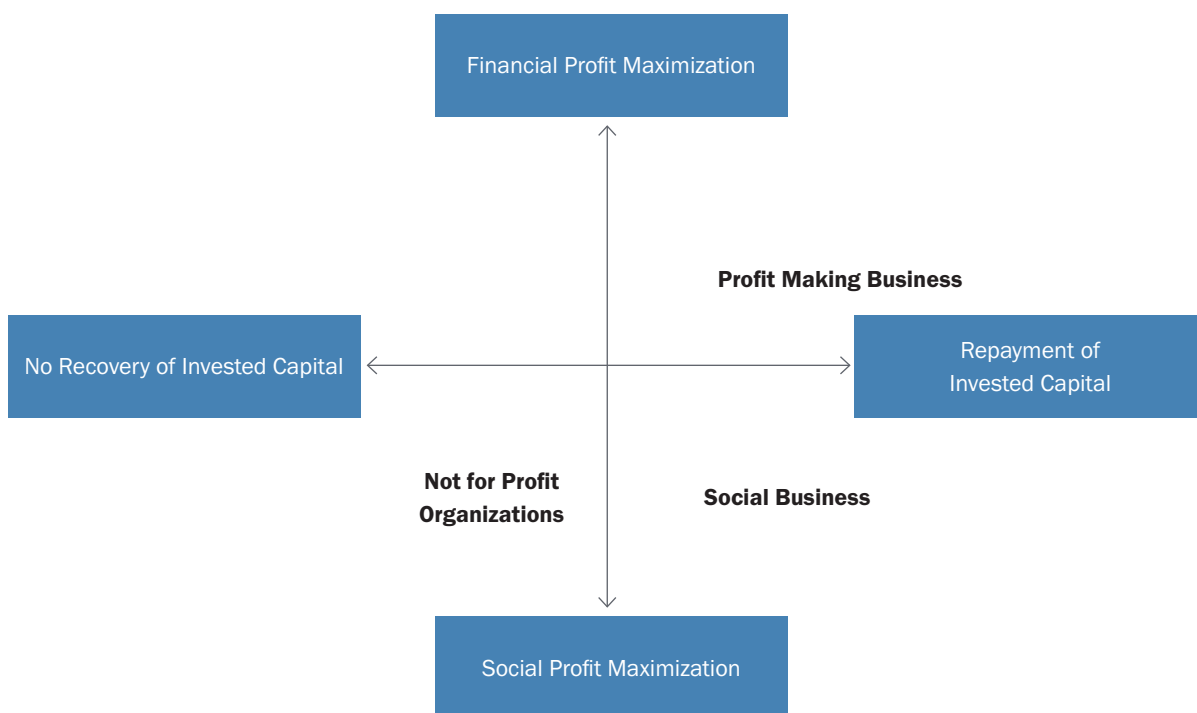 Financial Profit Maximization
Profit Making Business
No Recovery of Invested Capital
Repayment of
Invested Capital
Not for Profit
Organizations
Social Business
Social Profit Maximization